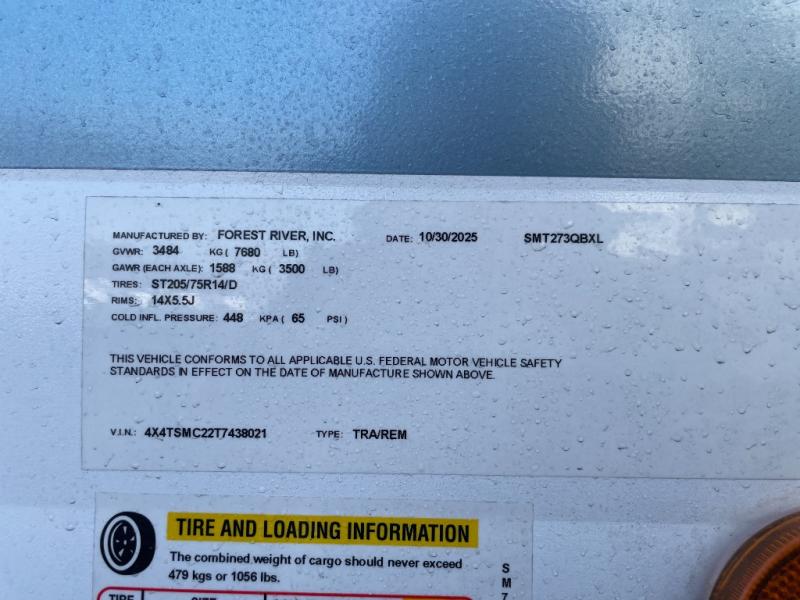 MANUFACTURED BY: FOREST RIVER, INC. DATE: 10/30/2025 SMT273QBXL
GVWR: 3484 KG ( 7680 LB)
GAWR (EACH AXLE): 1588 KG ( 3500 LB)
TIRES: ST205/75R14/D
RIMS: 14X5.5J
COLD INFL. PRESSURE: 448 KPA ( 65 PSI )
THIS VEHICLE CONFORMS TO ALL APPLICABLE U.S. FEDERAL MOTOR VEHICLE SAFETY
STANDARDS IN EFFECT ON THE DATE OF MANUFACTURE SHOWN ABOVE.
V.I.N.: 4X4TSMC22T7438021 TYPE: TRA/REM
TIRE AND LOADING INFORMATION
The combined weight of cargo should never exceed
479 kgs or 1056 lbs.
S
M
7
TIRE SIZE